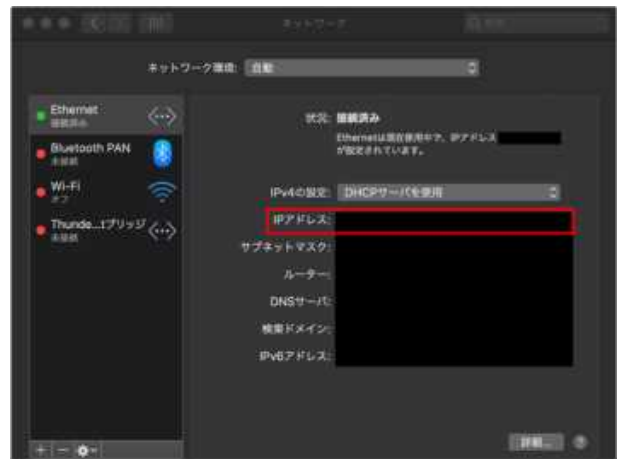 ネットワーク
ネットワーク環境: 自動
Ethernet
接続済み
Bluetooth PAN
未接続
Wi-Fi
オフ
Thunde...tブリッジ
未接続
状況: 接続済み
Ethernetは現在使用中で、IPアドレス
が設定されています。
IPv4の設定: DHCPサーバを使用
IPアドレス:
サブネットマスク:
ルーター:
DNSサーバ:
検索ドメイン:
IPv6アドレス:
詳細...
?